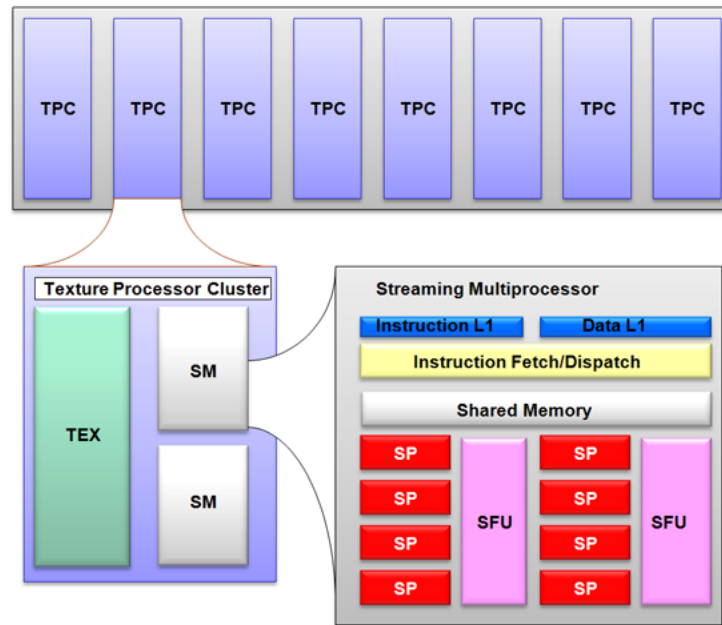 TPC TPC TPC TPC TPC TPC TPC TPC
Texture Processor Cluster
TEX
SM
SM
Streaming Multiprocessor
Instruction L1 Data L1
Instruction Fetch/Dispatch
Shared Memory
SP SP
SP SP
SFU SFU
SP SP
SP SP